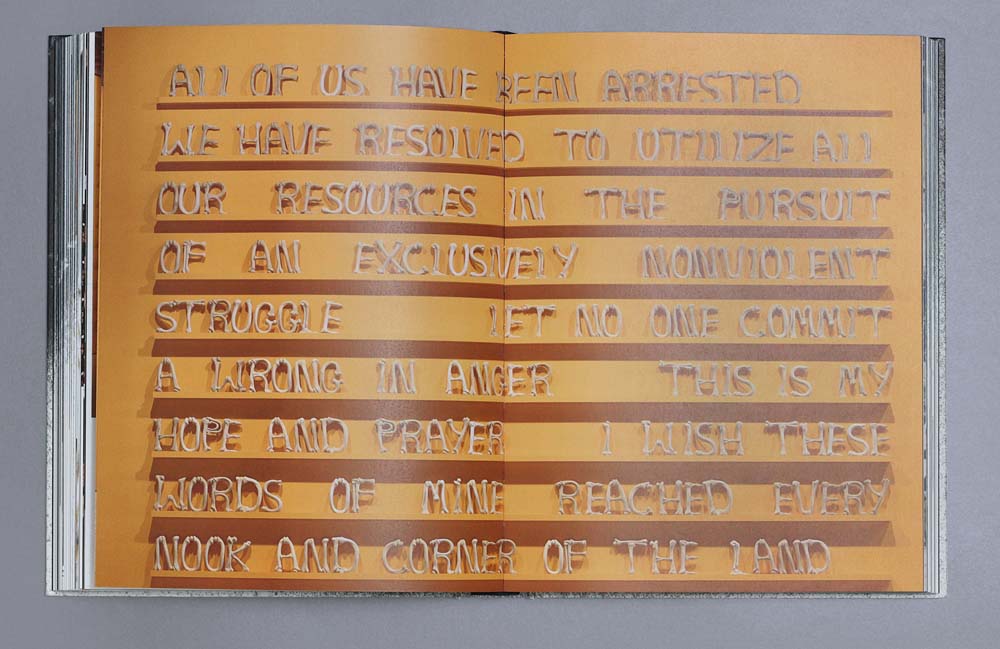 ALL OF US HAVE BEEN ARRESTED
WE HAVE RESOLVED TO UTILIZE ALL
OUR RESOURCES IN THE PURSUIT
OF AN EXCLUSIVELY NONVIOLENT
STRUGGLE LET NO ONE COMMIT
A WRONG IN ANGER THIS IS MY
HOPE AND PRAYER I WISH THESE
WORDS OF MINE REACHED EVERY
NOOK AND CORNER OF THE LAND